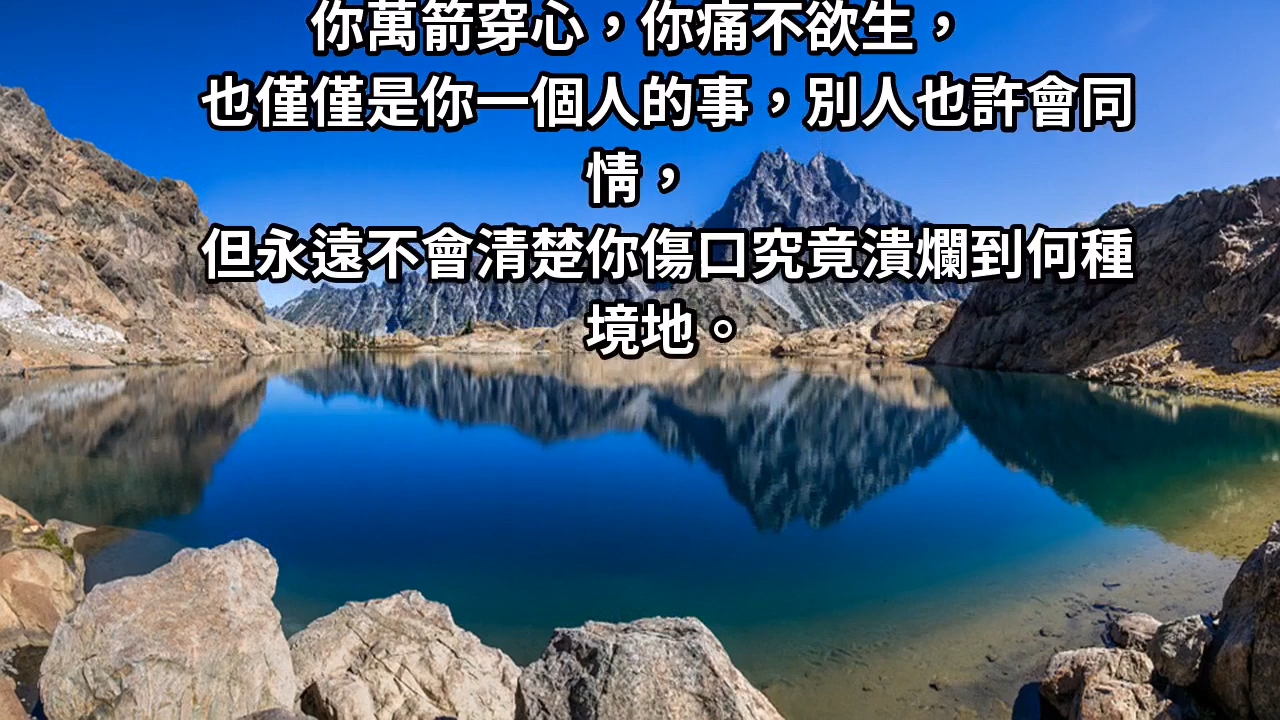 你萬箭穿心，你痛不欲生，
也僅僅是你一個人的事，別人也許會同
情，
但永遠不會清楚你傷口究竟潰爛到何種
境地。